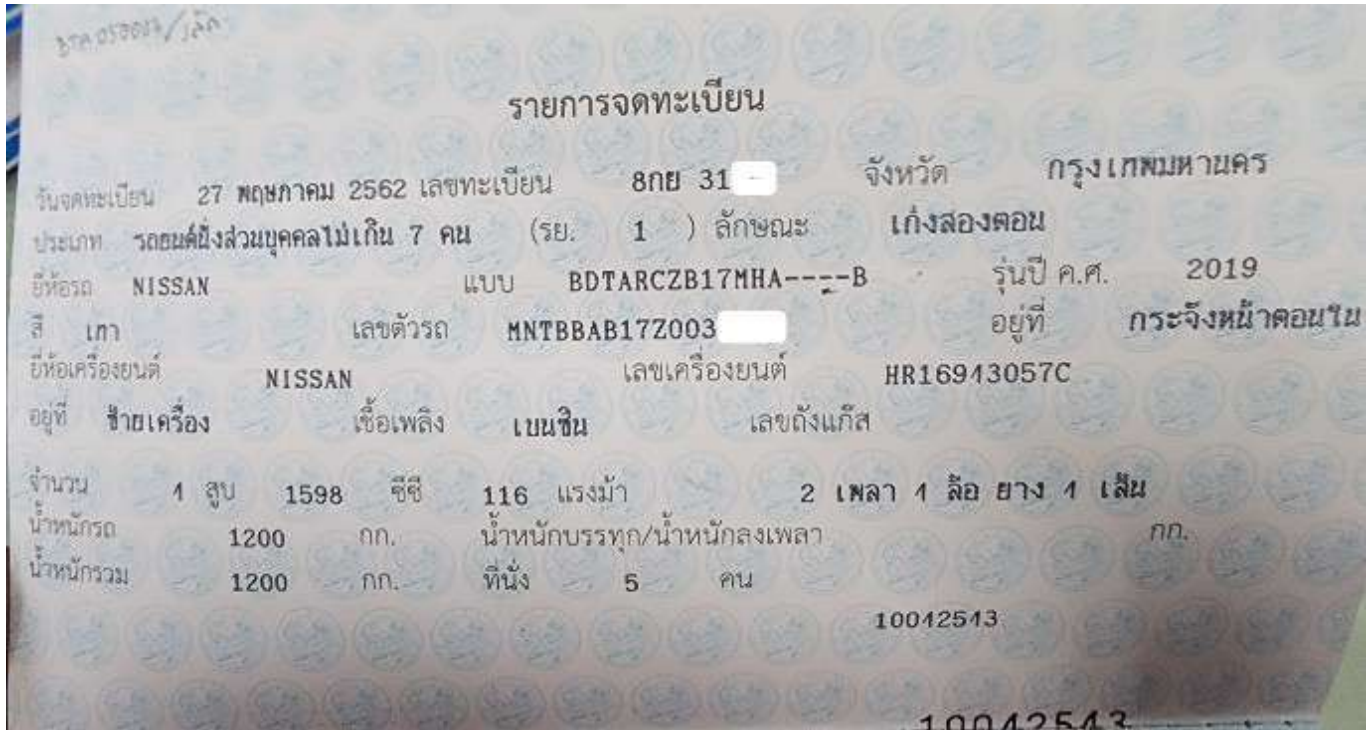 รายการจดทะเบียน
วันจดทะเบียน 27 พฤษภาคม 2562 เลขทะเบียน 8กย 31 จังหวัด กรุงเทพมหานคร
ประเภท รถยนต์นั่งส่วนบุคคลไม่เกิน 7 คน (รย. 1 ) ลักษณะ เก๋งสองตอน
ยี่ห้อรถ NISSAN แบบ BDTARCZB17MHA----B รุ่นปี ค.ศ. 2019
สี เทา เลขตัวรถ MNTBBAB17Z003 อยู่ที่ กระจังหน้าตอนใน
ยี่ห้อเครื่องยนต์ NISSAN เลขเครื่องยนต์ HR16943057C
อยู่ที่ ซ้ายเครื่อง เชื้อเพลิง เบนซิน เลขถังแก๊ส
จำนวน 4 สูบ 1598 ซีซี 116 แรงม้า 2 เพลา 4 ล้อ ยาง 4 เส้น
น้ำหนักรถ 1200 กก. น้ำหนักบรรทุก/น้ำหนักลงเพลา กก.
น้ำหนักรวม 1200 กก. ที่นั่ง 5 คน
10042543
10042543